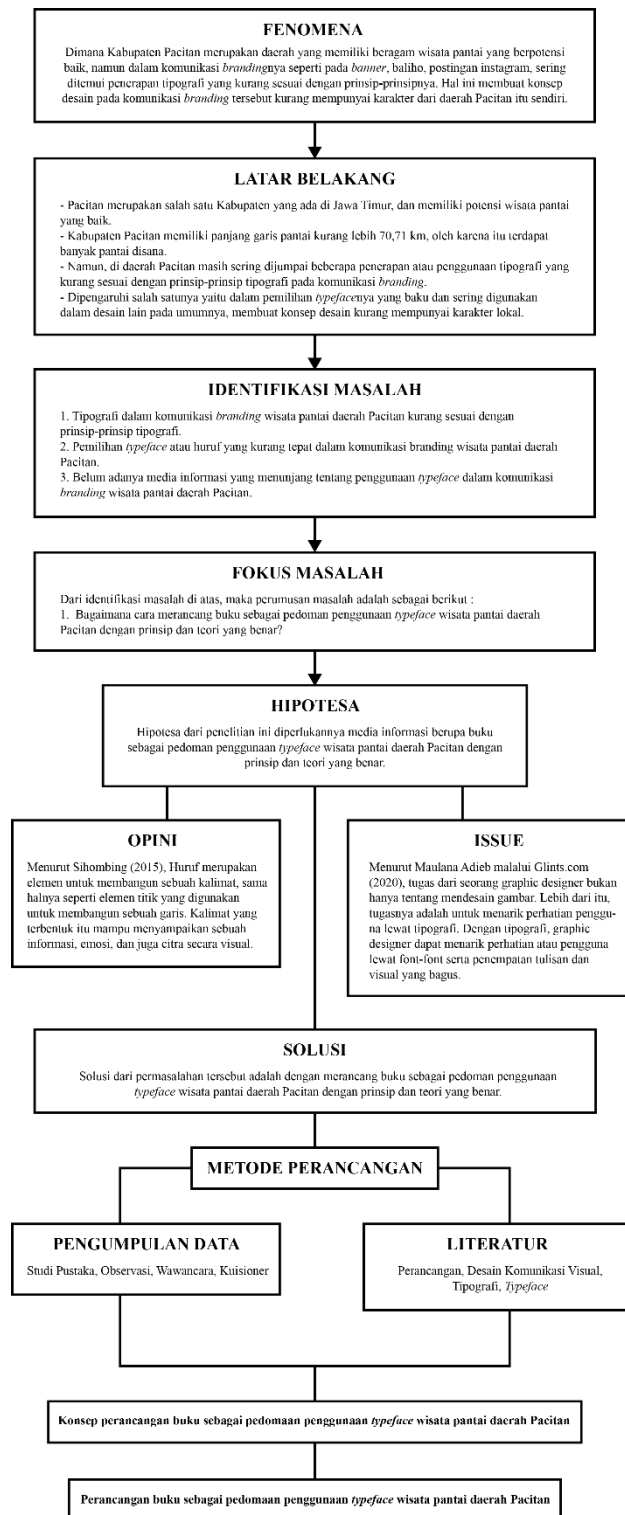 FENOMENA
Dimana Kabupaten Pacitan merupakan daerah yang memiliki beragam wisata pantai yang berpotensi
baik, namun dalam komunikasi brandingnya seperti pada banner, baliho, postingan instagram, sering
ditemui penerapan tipografi yang kurang sesuai dengan prinsip-prinsipnya. Hal ini membuat konsep
desain pada komunikasi branding tersebut kurang mempunyai karakter dari daerah Pacitan itu sendiri.
LATAR BELAKANG
- Pacitan merupakan salah satu Kabupaten yang ada di Jawa Timur, dan memiliki potensi wisata pantai
yang baik.
- Kabupaten Pacitan memiliki panjang garis pantai kurang lebih 70,71 km, oleh karena itu terdapat
banyak pantai disana.
- Namun, di daerah Pacitan masih sering dijumpai beberapa penerapan atau penggunaan tipografi yang
kurang sesuai dengan prinsip-prinsip tipografi pada komunikasi branding.
- Dipengaruhi salah satunya yaitu dalam pemilihan typefacenya yang baku dan sering digunakan
dalam desain lain pada umumnya, membuat konsep desain kurang mempunyai karakter lokal.
IDENTIFIKASI MASALAH
1. Tipografi dalam komunikasi branding wisata pantai daerah Pacitan kurang sesuai dengan
prinsip-prinsip tipografi.
2. Pemilihan typeface atau huruf yang kurang tepat dalam komunikasi branding wisata pantai daerah
Pacitan.
3. Belum adanya media informasi yang menunjang tentang penggunaan typeface dalam komunikasi
branding wisata pantai daerah Pacitan.
FOKUS MASALAH
Dari identifikasi masalah di atas, maka perumusan masalah adalah sebagai berikut :
1. Bagaimana cara merancang buku sebagai pedoman penggunaan typeface wisata pantai daerah
Pacitan dengan prinsip dan teori yang benar?
HIPOTESA
Hipotesa dari penelitian ini diperlukannya media informasi berupa buku
sebagai pedoman penggunaan typeface wisata pantai daerah Pacitan dengan
prinsip dan teori yang benar.
OPINI
Menurut Sihombing (2015), Huruf merupakan
elemen untuk membangun sebuah kalimat, sama
halnya seperti elemen titik yang digunakan
untuk membangun sebuah garis. Kalimat yang
terbentuk itu mampu menyampaikan sebuah
informasi, emosi, dan juga citra secara visual.
ISSUE
Menurut Maulana Adieb malalui Glints.com
(2020), tugas dari seorang graphic designer bukan
hanya tentang mendesain gambar. Lebih dari itu,
tugasnya adalah untuk menarik perhatian penggu-
na lewat tipografi. Dengan tipografi, graphic
designer dapat menarik perhatian atau pengguna
lewat font-font serta penempatan tulisan dan
visual yang bagus.
SOLUSI
Solusi dari permasalahan tersebut adalah dengan merancang buku sebagai pedoman penggunaan
typeface wisata pantai daerah Pacitan dengan prinsip dan teori yang benar.
METODE PERANCANGAN
PENGUMPULAN DATA
Studi Pustaka, Observasi, Wawancara, Kuisioner
LITERATUR
Perancangan, Desain Komunikasi Visual,
Tipografi, Typeface
Konsep perancangan buku sebagai pedomaan penggunaan typeface wisata pantai daerah Pacitan
Perancangan buku sebagai pedomaan penggunaan typeface wisata pantai daerah Pacitan